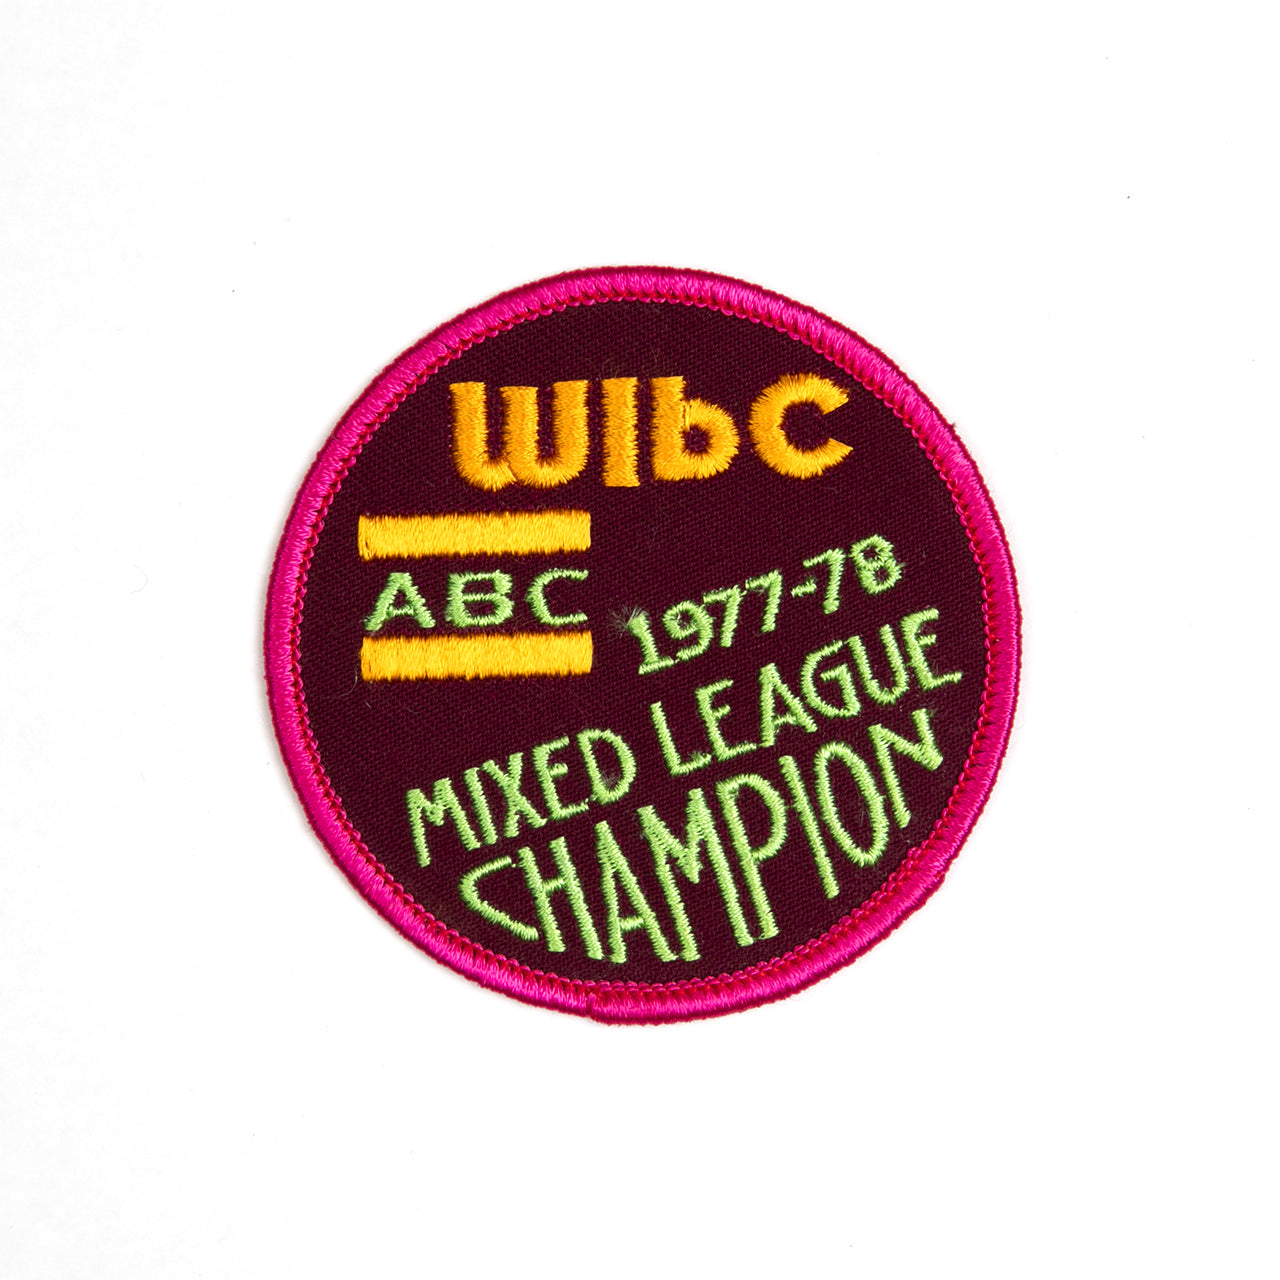 WIbC
ABC
1977-78
MIXED LEAGUE
CHAMPION